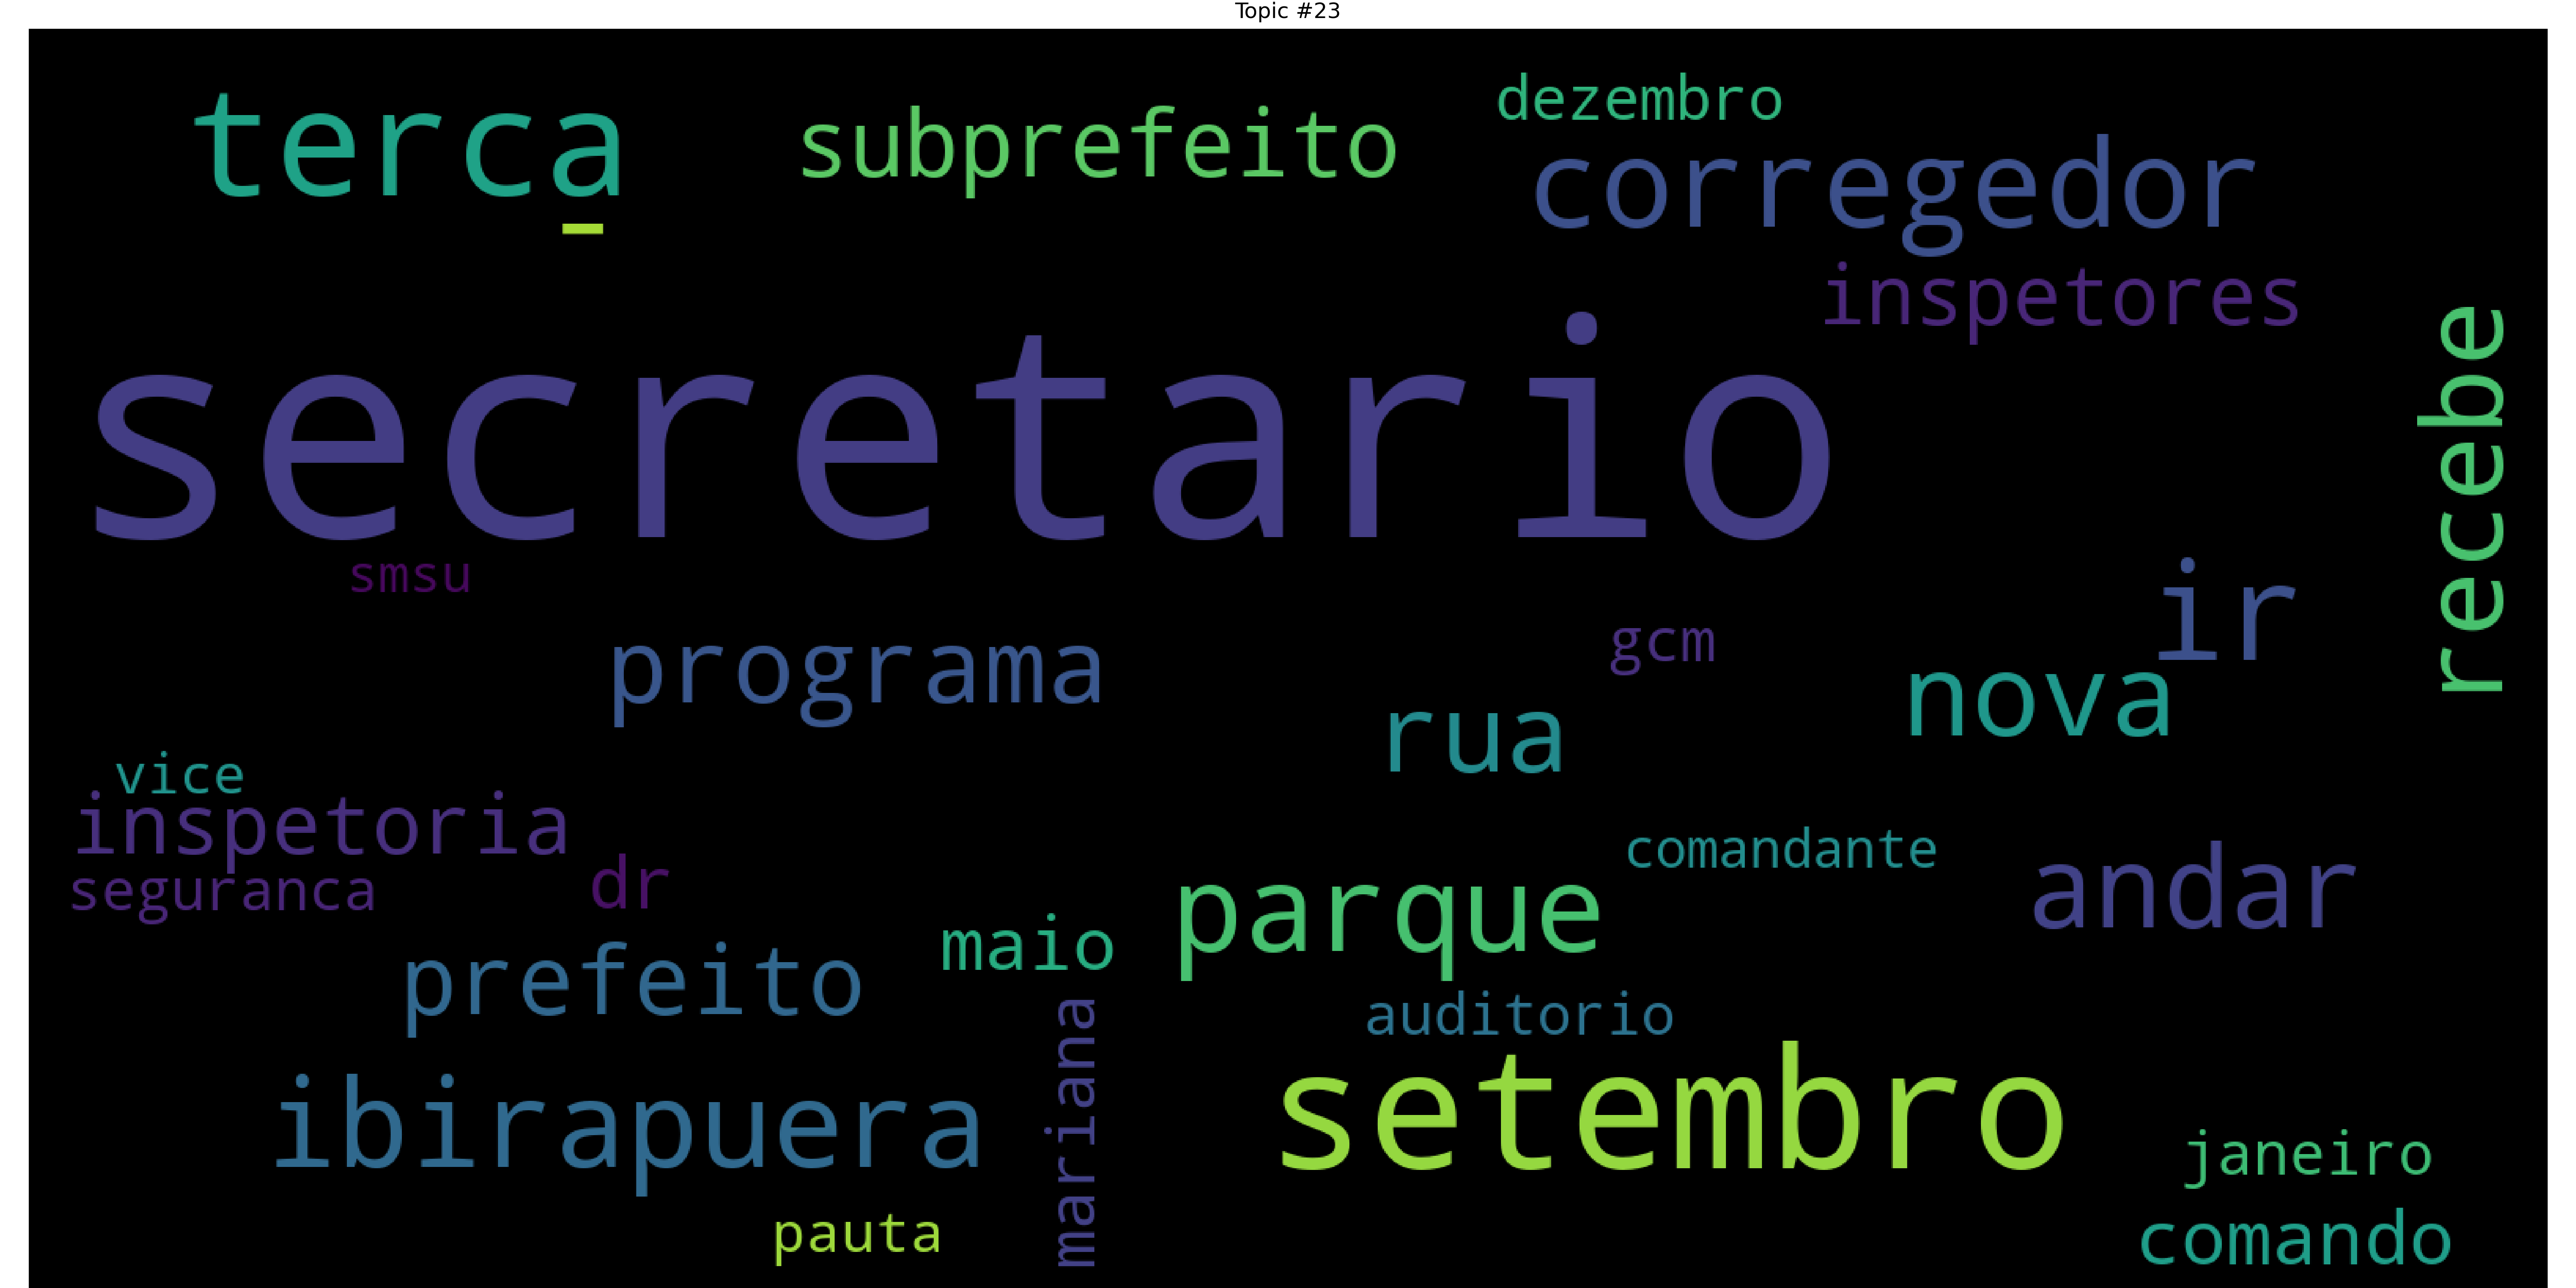 Topic #23
terca
subprefeito
dezembro
corregedor
-
inspetores
secretario
recebe
smsu
ir
programa
gcm
nova
rua
vice
inspetoria
comandante
seguranca
dr
andar
parque
maio
prefeito
mariana
auditorio
ibirapuera
setembro
janeiro
pauta
comando